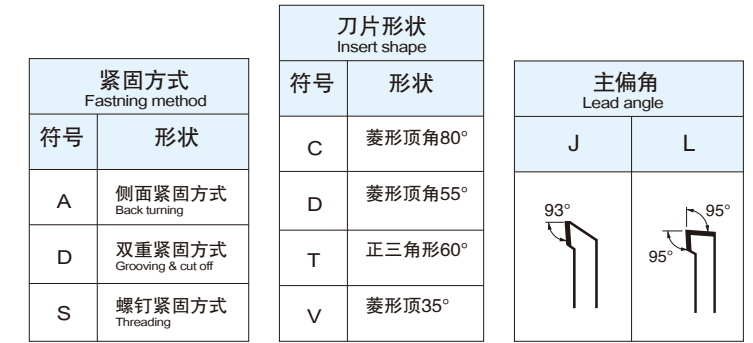 紧固方式
Fastning method
符号 形状
A 侧面紧固方式
Back turning
D 双重紧固方式
Grooving & cut off
S 螺钉紧固方式
Threading
刀片形状
Insert shape
符号 形状
C 菱形顶角80°
D 菱形顶角55°
T 正三角形60°
V 菱形顶35°
主偏角
Lead angle
J L
93°
95°
95°